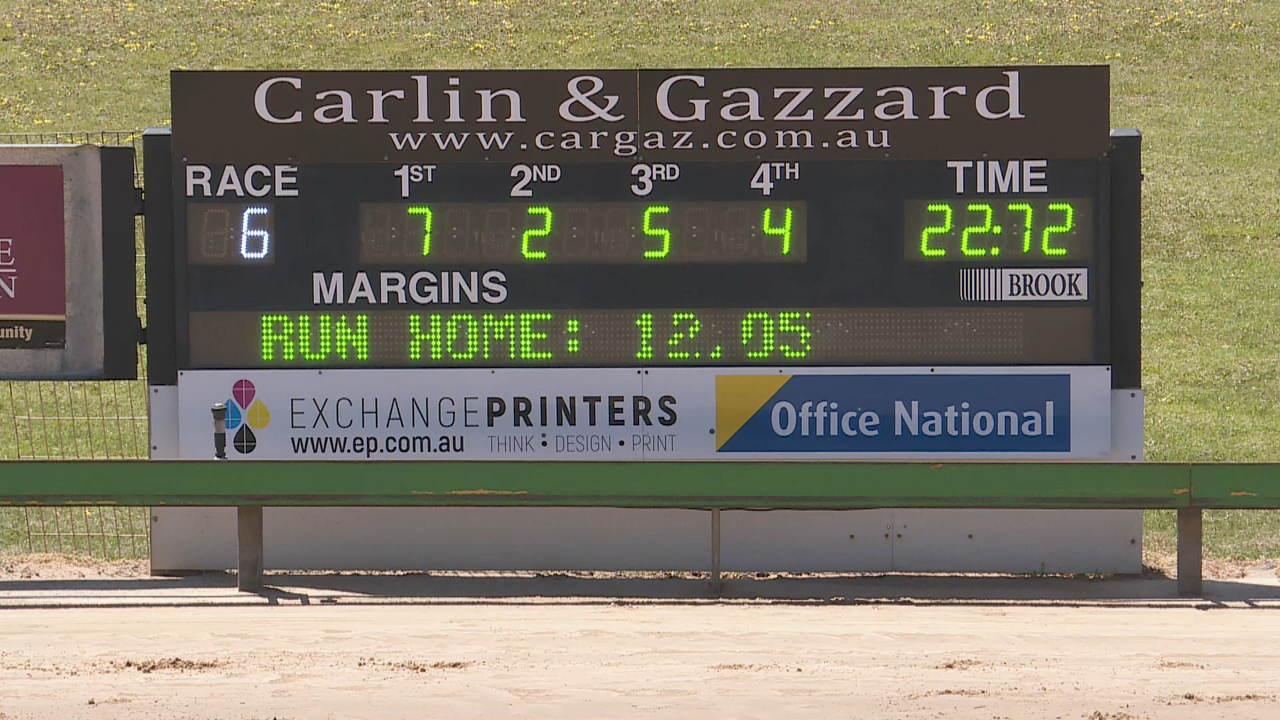 Carlin & Gazzard
www.cargaz.com.au
RACE 1ST 2ND 3RD 4TH TIME
6 7 2 5 4 22:72
MARGINS BROOK
RUN HOME: 12.05
EXCHANGEPRINTERS
www.ep.com.au THINK • DESIGN • PRINT
Office National
E
N
unity